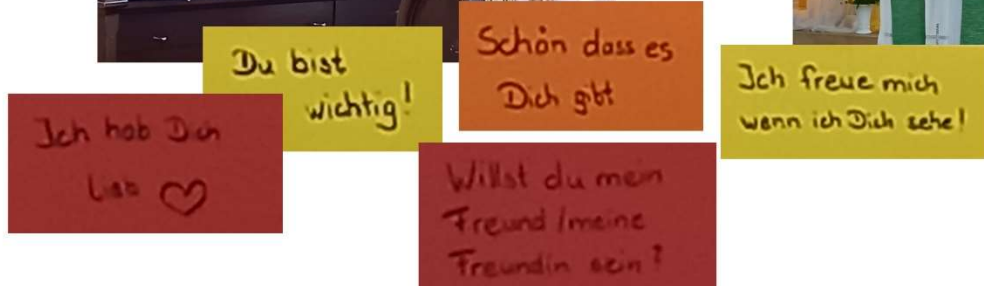 Du bist
wichtig!
Schön dass es
Dich gibt
Ich freue mich
wenn ich Dich sehe!
Ich hab Dich
lieb ♡
Willst du mein
Freund/meine
Freundin sein?